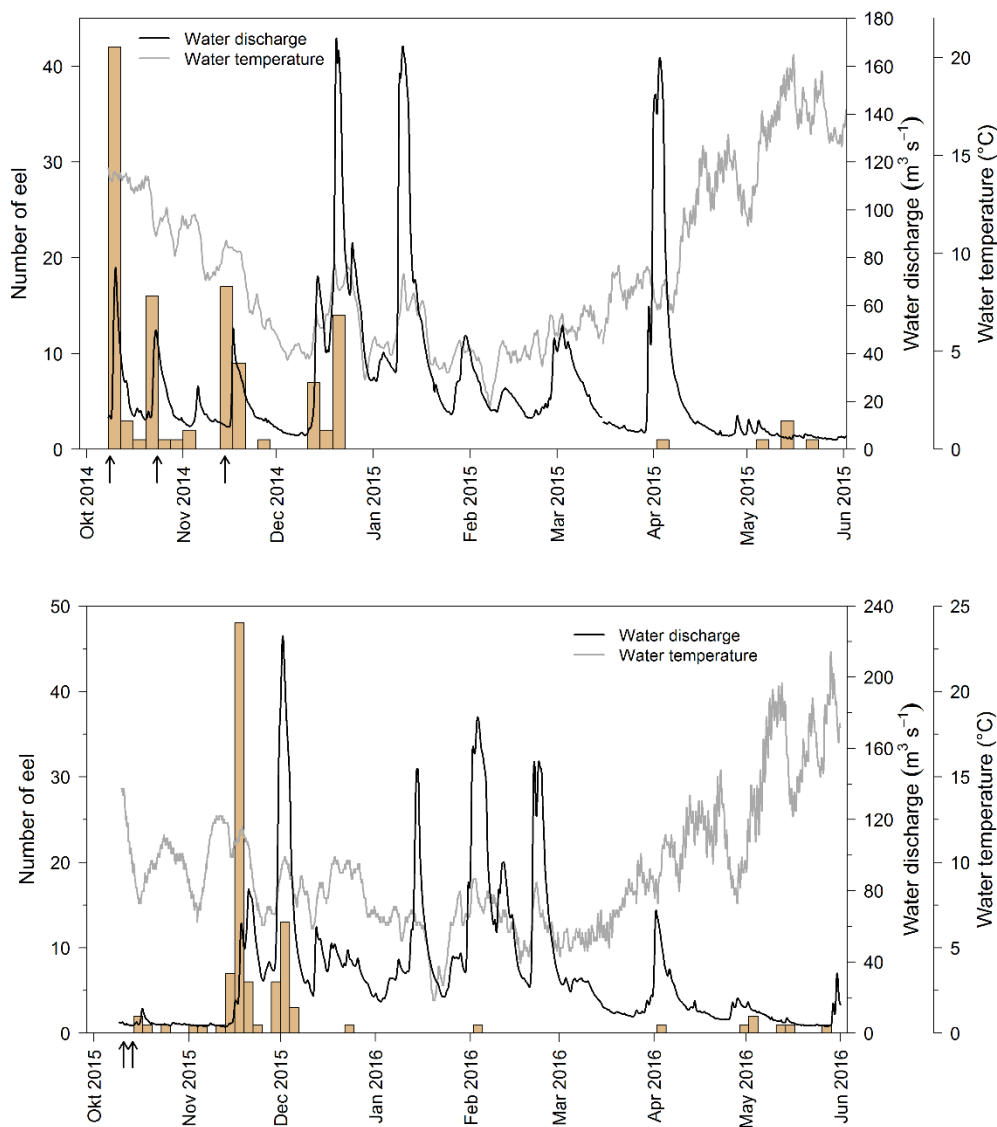 Water discharge
Water temperature
Number of eel
0
10
20
30
40
0
20
40
60
80
100
120
140
160
180
Water discharge (m³ s⁻¹)
0
5
10
15
20
Water temperature (°C)
Okt 2014
Nov 2014
Dec 2014
Jan 2015
Feb 2015
Mar 2015
Apr 2015
May 2015
Jun 2015
Water discharge
Water temperature
Number of eel
0
10
20
30
40
50
0
40
80
120
160
200
240
Water discharge (m³ s⁻¹)
0
5
10
15
20
25
Water temperature (°C)
Okt 2015
Nov 2015
Dec 2015
Jan 2016
Feb 2016
Mar 2016
Apr 2016
May 2016
Jun 2016